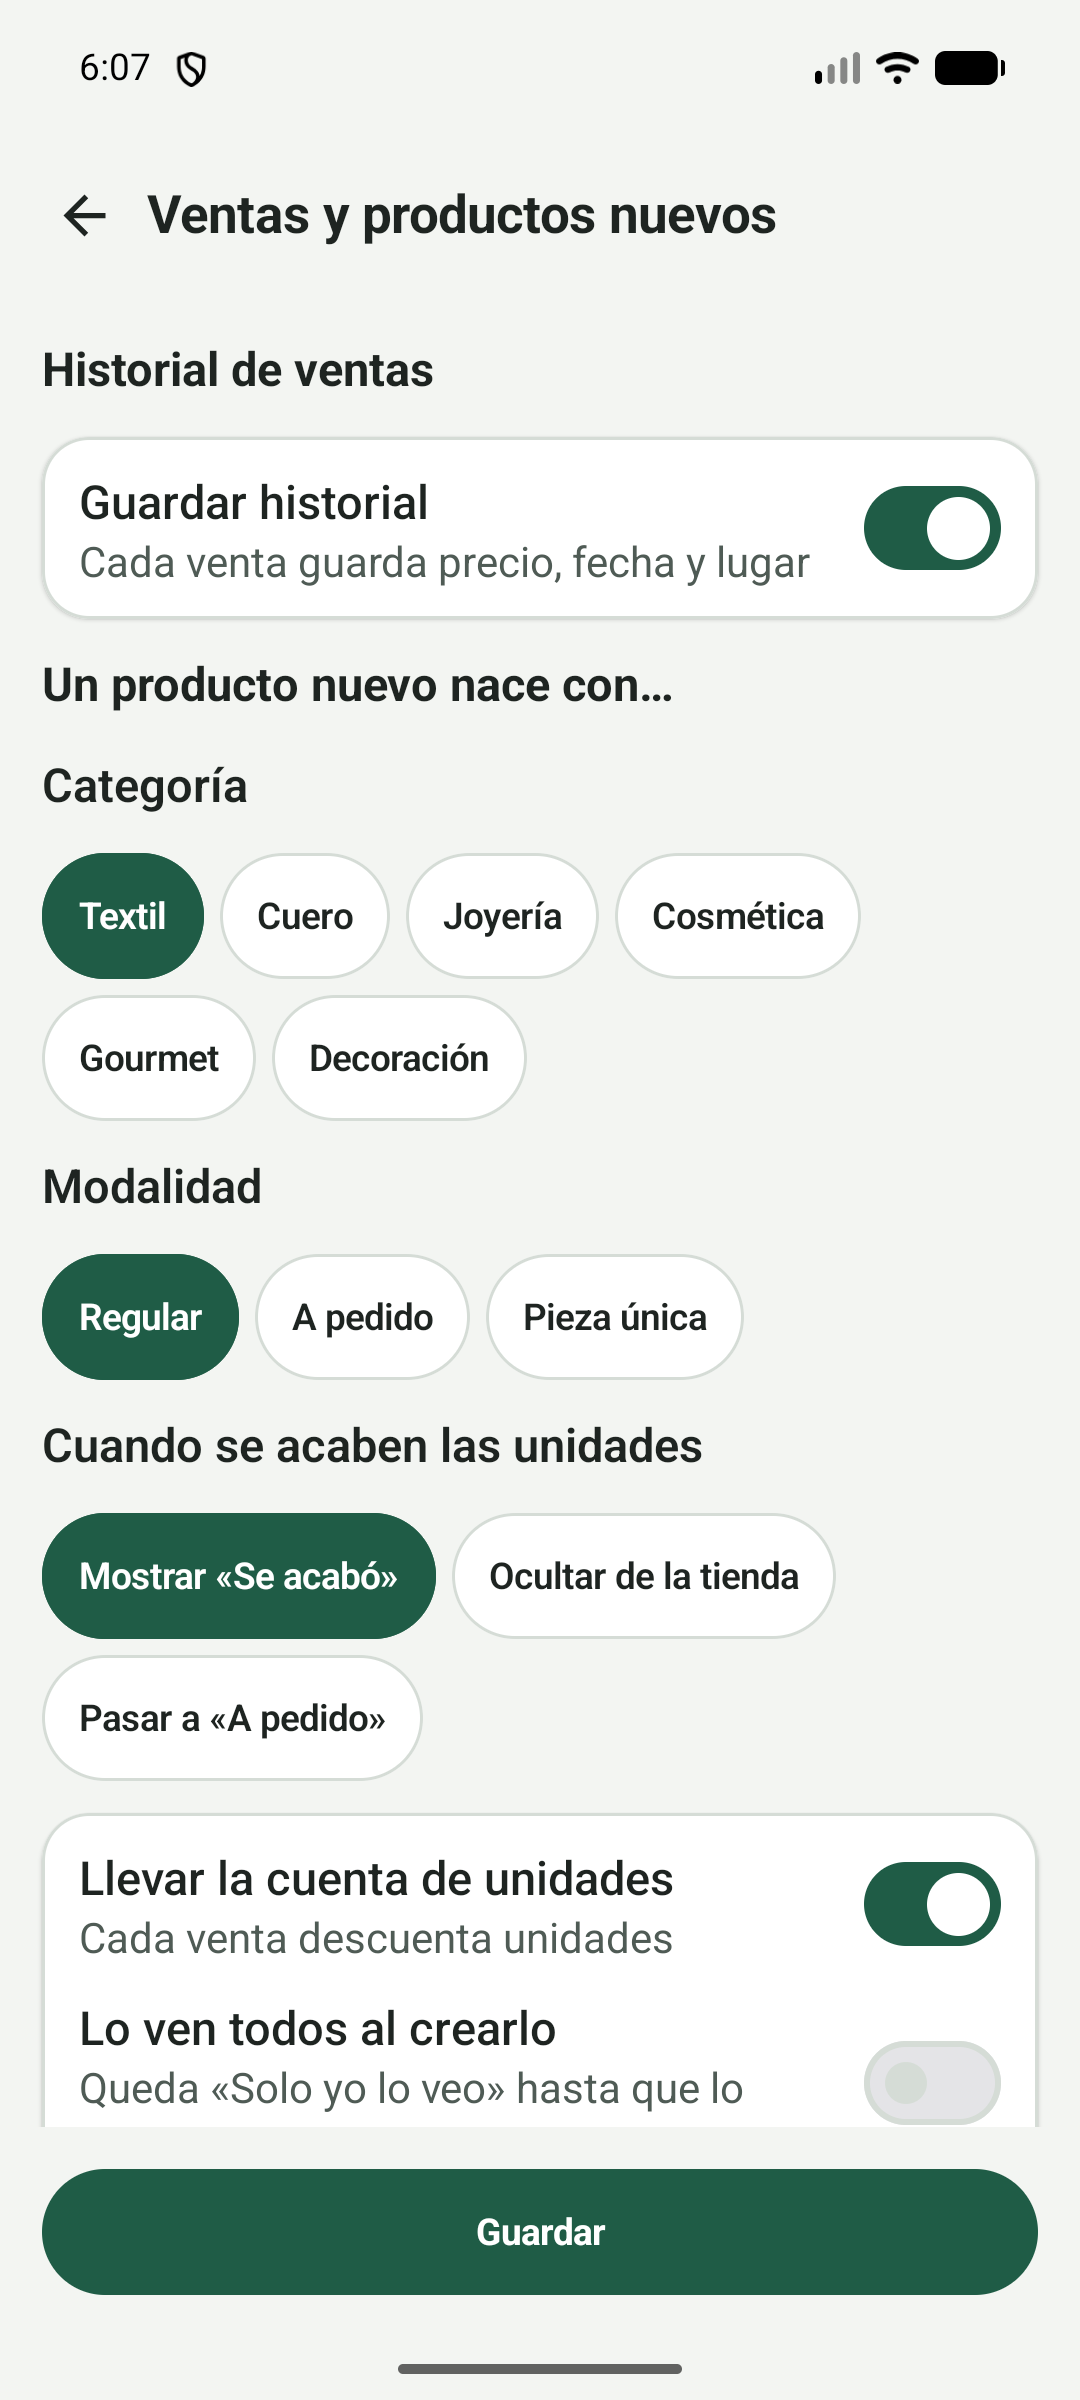 6:07
Ventas y productos nuevos
Historial de ventas
Guardar historial
Cada venta guarda precio, fecha y lugar
Un producto nuevo nace con…
Categoría
Textil Cuero Joyería Cosmética
Gourmet Decoración
Modalidad
Regular A pedido Pieza única
Cuando se acaben las unidades
Mostrar «Se acabó» Ocultar de la tienda
Pasar a «A pedido»
Llevar la cuenta de unidades
Cada venta descuenta unidades
Lo ven todos al crearlo
Queda «Solo yo lo veo» hasta que lo
Guardar